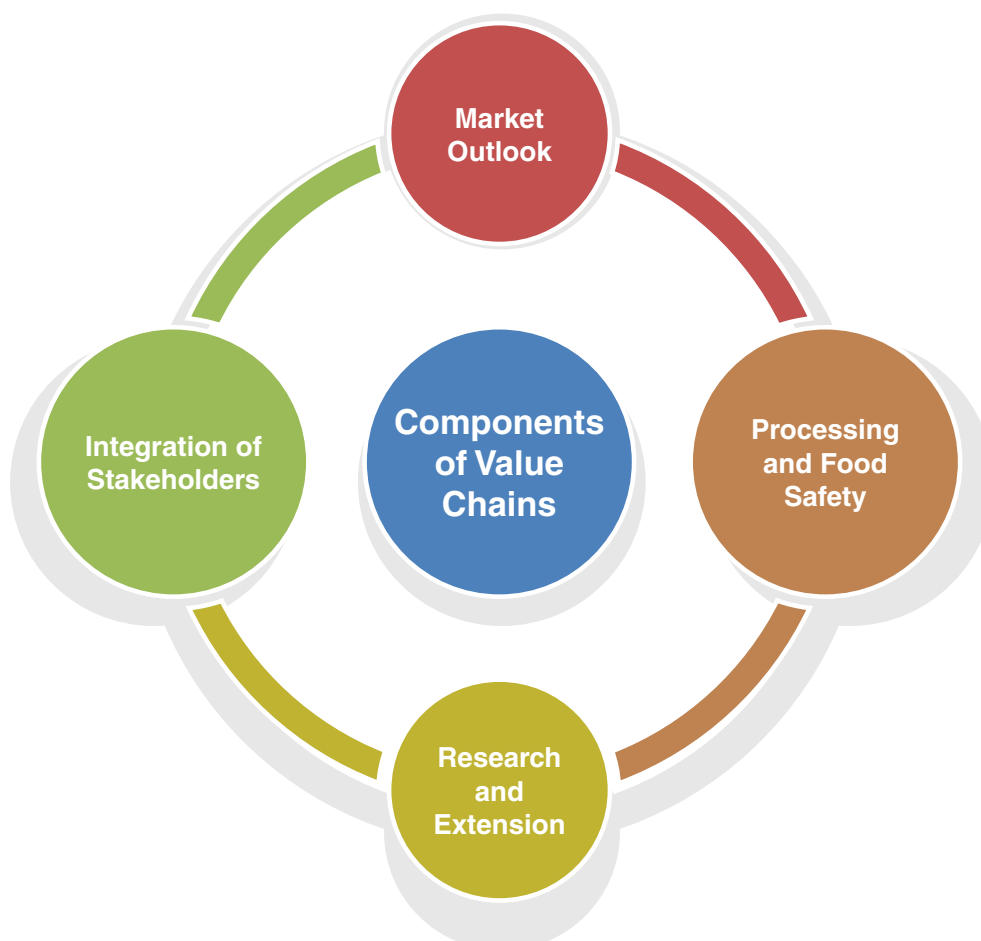 Market
Outlook
Integration of
Stakeholders
Components
of Value
Chains
Processing
and Food
Safety
Research
and
Extension